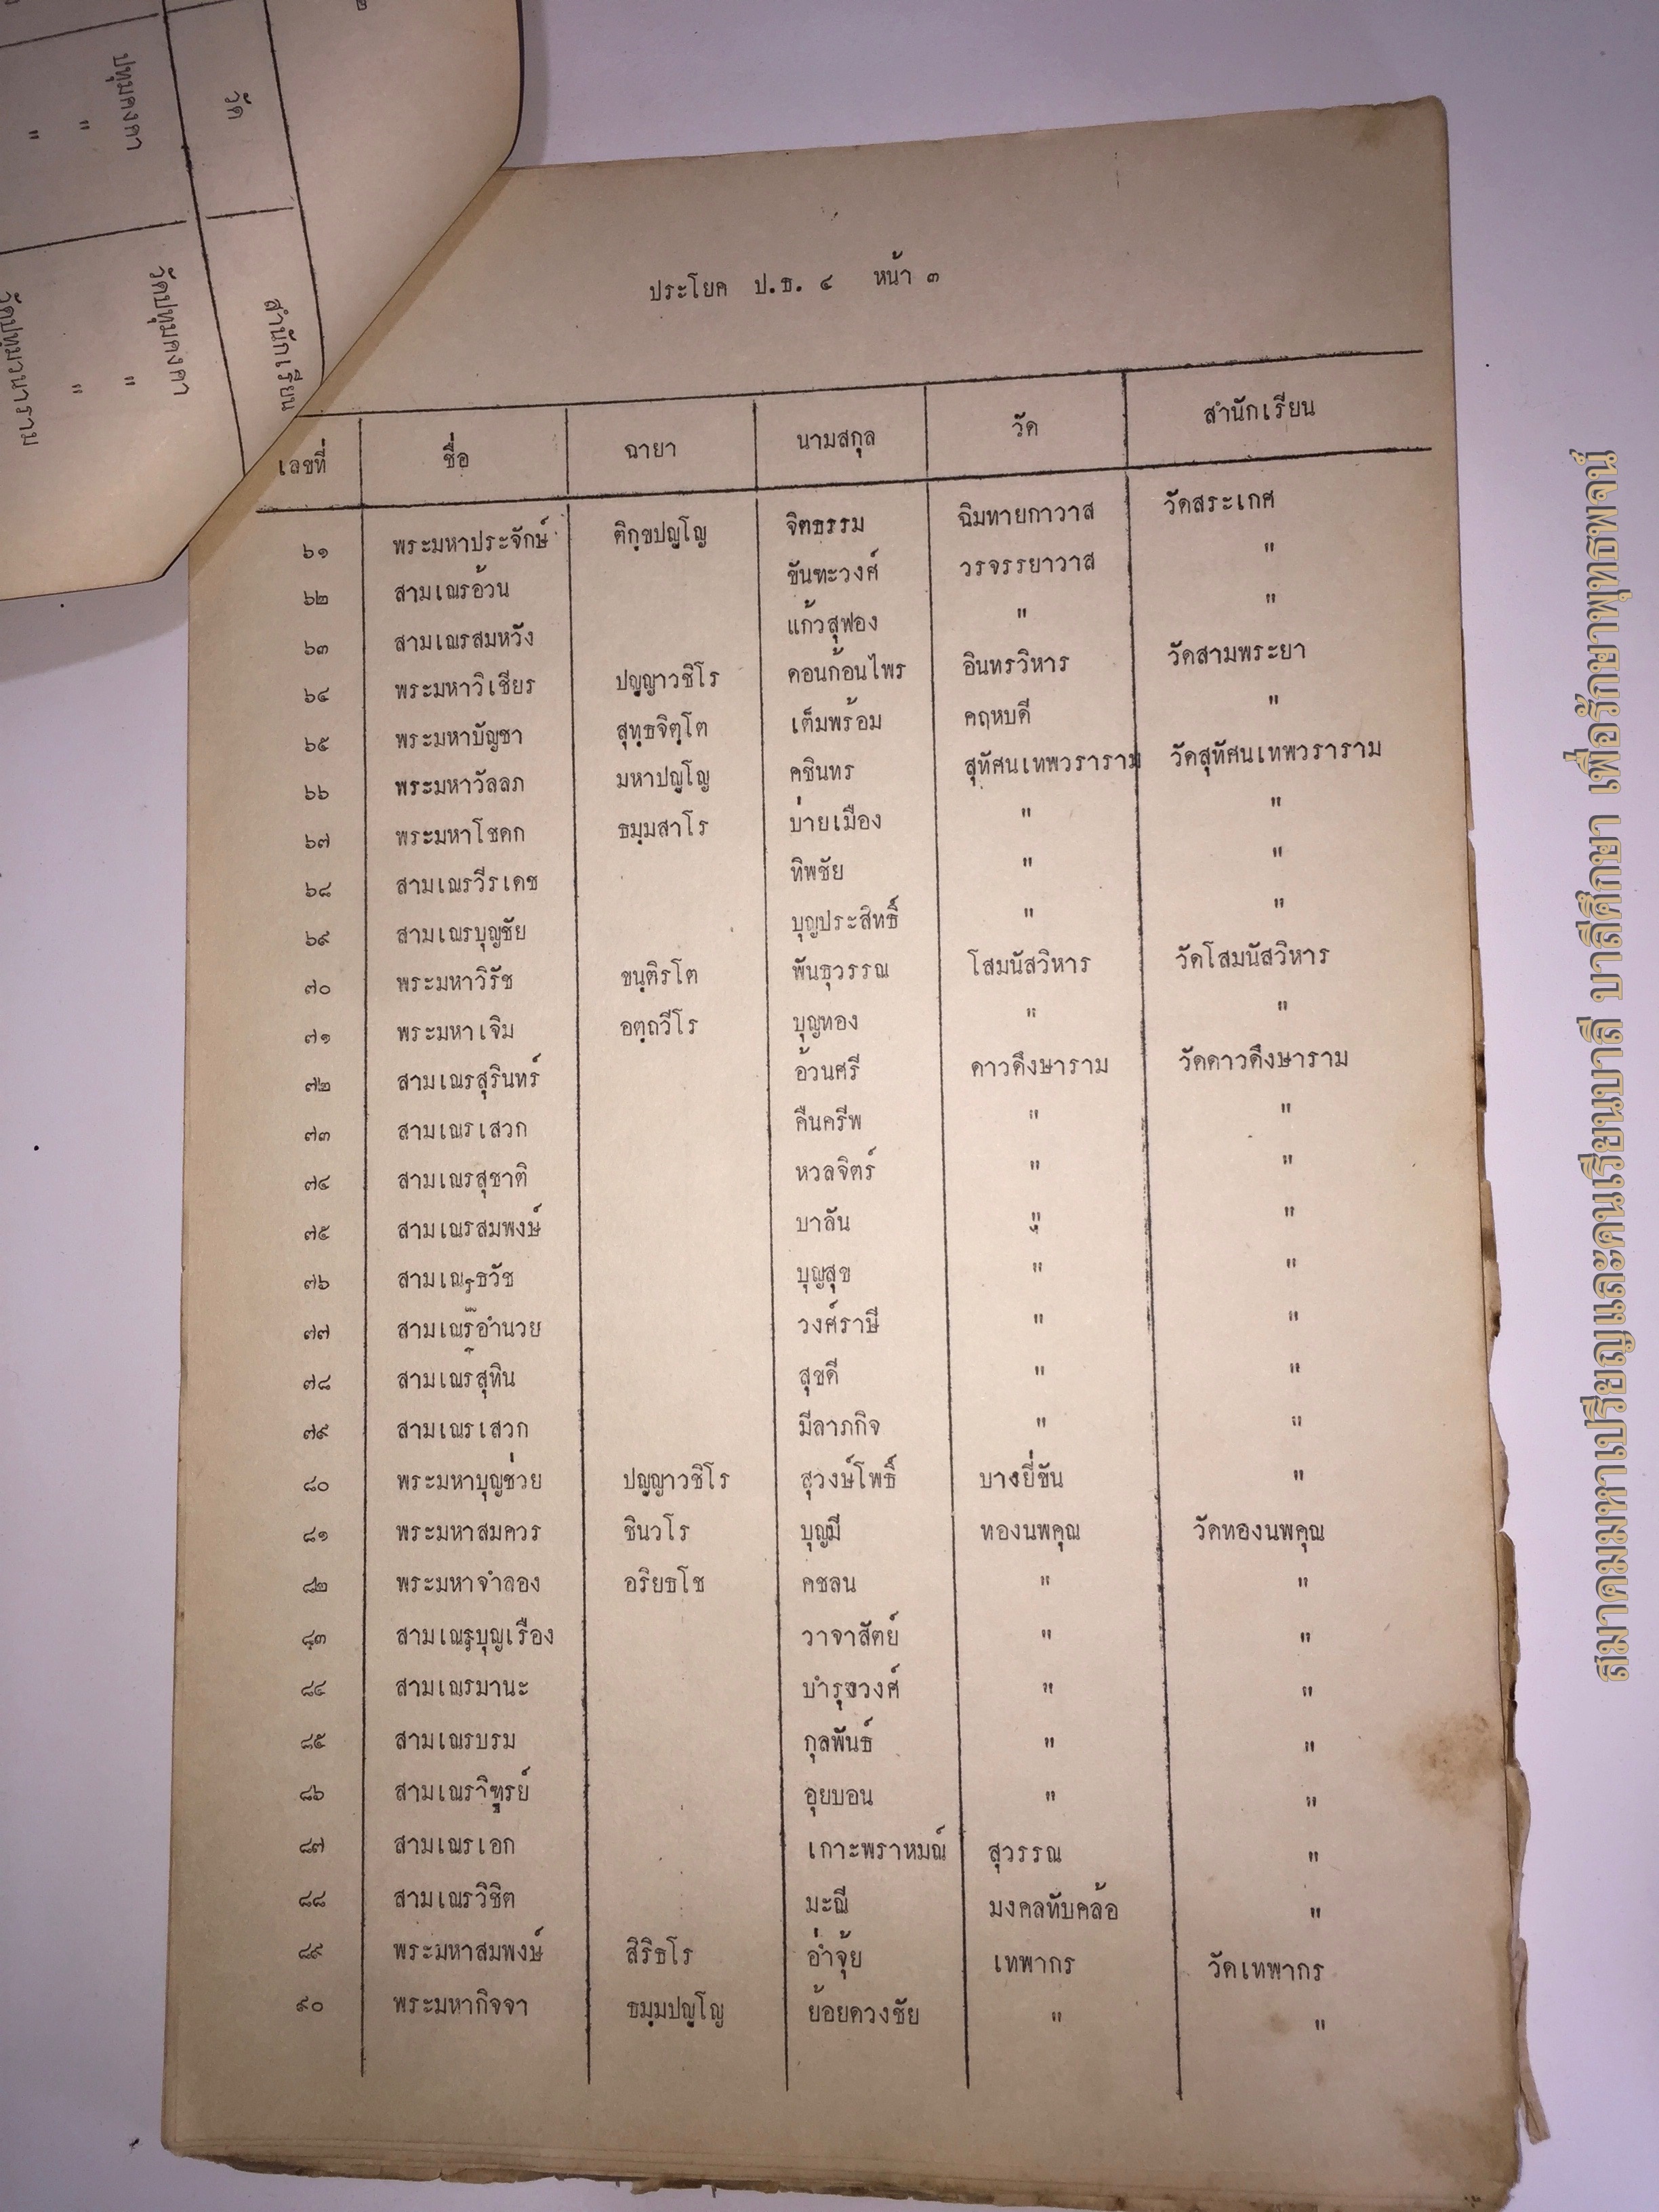 ประโยค ป.ธ. ๔ หน้า ๓
เลขที่ ชื่อ ฉายา นามสกุล วัด สำนักเรียน
๖๑ พระมหาประจักษ์ ติกฺขปญฺโญ จิตธรรม ฉิมทายกาวาส วัดสระเกศ
๖๒ สามเณรอ้วน ขันฑะวงศ์ วรจรรยาวาส "
๖๓ สามเณรสมหวัง แก้วสุฟอง " "
๖๔ พระมหาวิเชียร ปญฺญาวชิโร ดอนก้อนไพร อินทรวิหาร วัดสามพระยา
๖๕ พระมหาบัญชา สุทฺธจิตฺโต เต็มพร้อม คฤหบดี "
๖๖ พระมหาวัลลภ มหาปญฺโญ คชินทร สุทัศนเทพวราราม วัดสุทัศนเทพวราราม
๖๗ พระมหาโชดก ธมฺมสาโร บ่ายเมือง " "
๖๘ สามเณรวีรเดช ทิพชัย " "
๖๙ สามเณรบุญชัย บุญประสิทธิ์ " "
๗๐ พระมหาวิรัช ขนฺติรโต พันธุวรรณ โสมนัสวิหาร วัดโสมนัสวิหาร
๗๑ พระมหาเจิม อตฺถวีโร บุญทอง " "
๗๒ สามเณรสุรินทร์ อ้วนศรี ดาวดึงษาราม วัดดาวดึงษาราม
๗๓ สามเณรเสวก คืนครีพ " "
๗๔ สามเณรสุชาติ หวลจิตร์ " "
๗๕ สามเณรสมพงษ์ บาลัน " "
๗๖ สามเณรธวัช บุญสุข " "
๗๗ สามเณรอำนวย วงศ์ราษี " "
๗๘ สามเณรสุทิน สุขดี " "
๗๙ สามเณรเสวก มีลาภกิจ " "
๘๐ พระมหาบุญช่วย ปญฺญาวชิโร สุวงษ์โพธิ์ บางยี่ขัน "
๘๑ พระมหาสมควร ชินวโร บุญมี ทองนพคุณ วัดทองนพคุณ
๘๒ พระมหาจำลอง อริยธโช คชลน " "
๘๓ สามเณรบุญเรือง วาจาสัตย์ " "
๘๔ สามเณรมานะ บำรุงวงศ์ " "
๘๕ สามเณรบรม กุลพันธ์ " "
๘๖ สามเณรวิฑูรย์ อุยบอน " "
๘๗ สามเณรเอก เกาะพราหมณ์ สุวรรณ "
๘๘ สามเณรวิชิต มะณี มงคลทับคล้อ "
๘๙ พระมหาสมพงษ์ สิริธโร อ่ำจุ้ย เทพากร วัดเทพากร
๙๐ พระมหากิจจา ธมฺมปญฺโญ ย้อยดวงชัย " "
วัด สำนักเรียน
ปทุมคงคา วัดปทุมคงคา
" "
" "
วัดปทุมวนาราม
สมาคมมหาเปรียญและคนเรียนบาลี บาลีศึกษา เพื่อรักษาพุทธพจน์